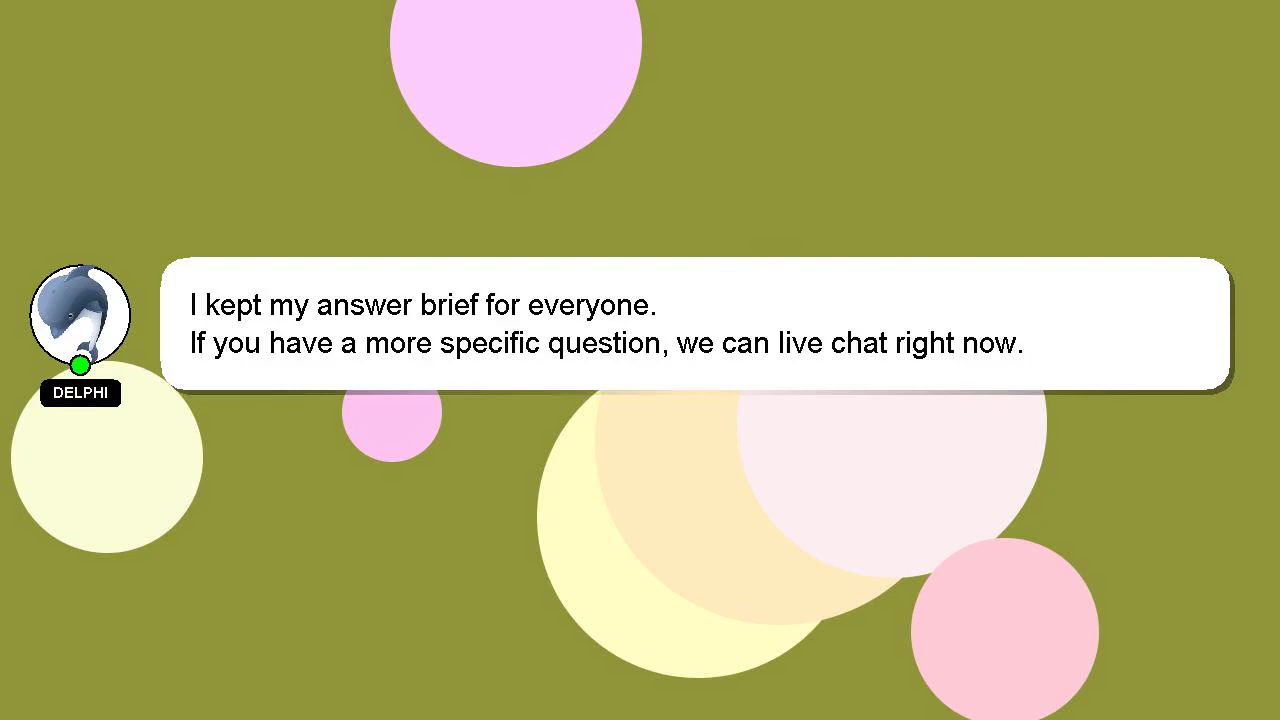 I kept my answer brief for everyone.
If you have a more specific question, we can live chat right now.
DELPHI